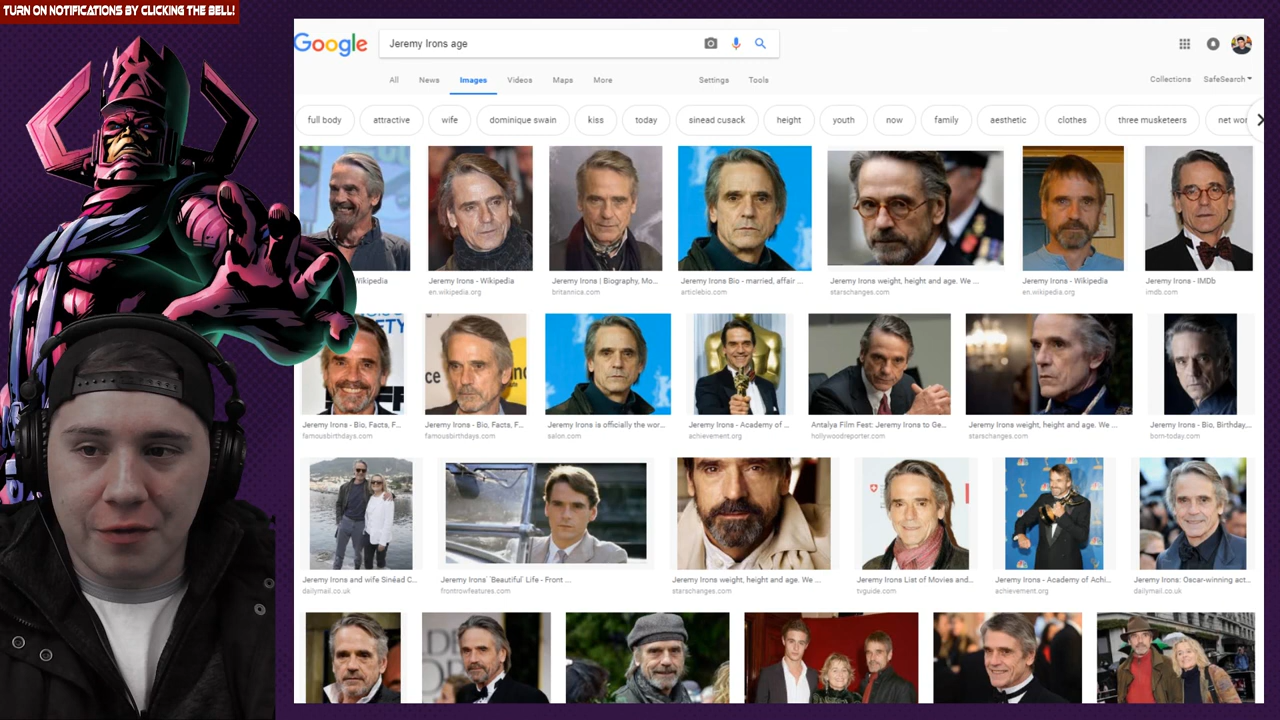 TURN ON NOTIFICATIONS BY CLICKING THE BELL!
Google
Jeremy Irons age
All News Images Videos Maps More Settings Tools
Collections SafeSearch
full body attractive wife dominique swain kiss today sinead cusack height youth now family aesthetic clothes three musketeers net wor
Wikipedia
Jeremy Irons - Wikipedia
en.wikipedia.org
Jeremy Irons | Biography, Mo...
britannica.com
Jeremy Irons Bio - married, affair ...
articlebio.com
Jeremy Irons weight, height and age. We ...
starschanges.com
Jeremy Irons - Wikipedia
en.wikipedia.org
Jeremy Irons - IMDb
imdb.com
ETY
ce
Jeremy Irons - Bio, Facts, F...
famousbirthdays.com
Jeremy Irons - Bio, Facts, F...
famousbirthdays.com
Jeremy Irons is officially the wor...
salon.com
Jeremy Irons - Academy of ...
achievement.org
Antalya Film Fest: Jeremy Irons to Ge...
hollywoodreporter.com
Jeremy Irons weight, height and age. We ...
starschanges.com
Jeremy Irons - Bio, Birthday,...
born-today.com
Jeremy Irons and wife Sinéad C...
dailymail.co.uk
Jeremy Irons' 'Beautiful' Life - Front ...
frontrowfeatures.com
Jeremy Irons weight, height and age. We ...
starschanges.com
Jeremy Irons List of Movies and...
tvguide.com
Jeremy Irons - Academy of Achi...
achievement.org
Jeremy Irons: Oscar-winning act...
dailymail.co.uk